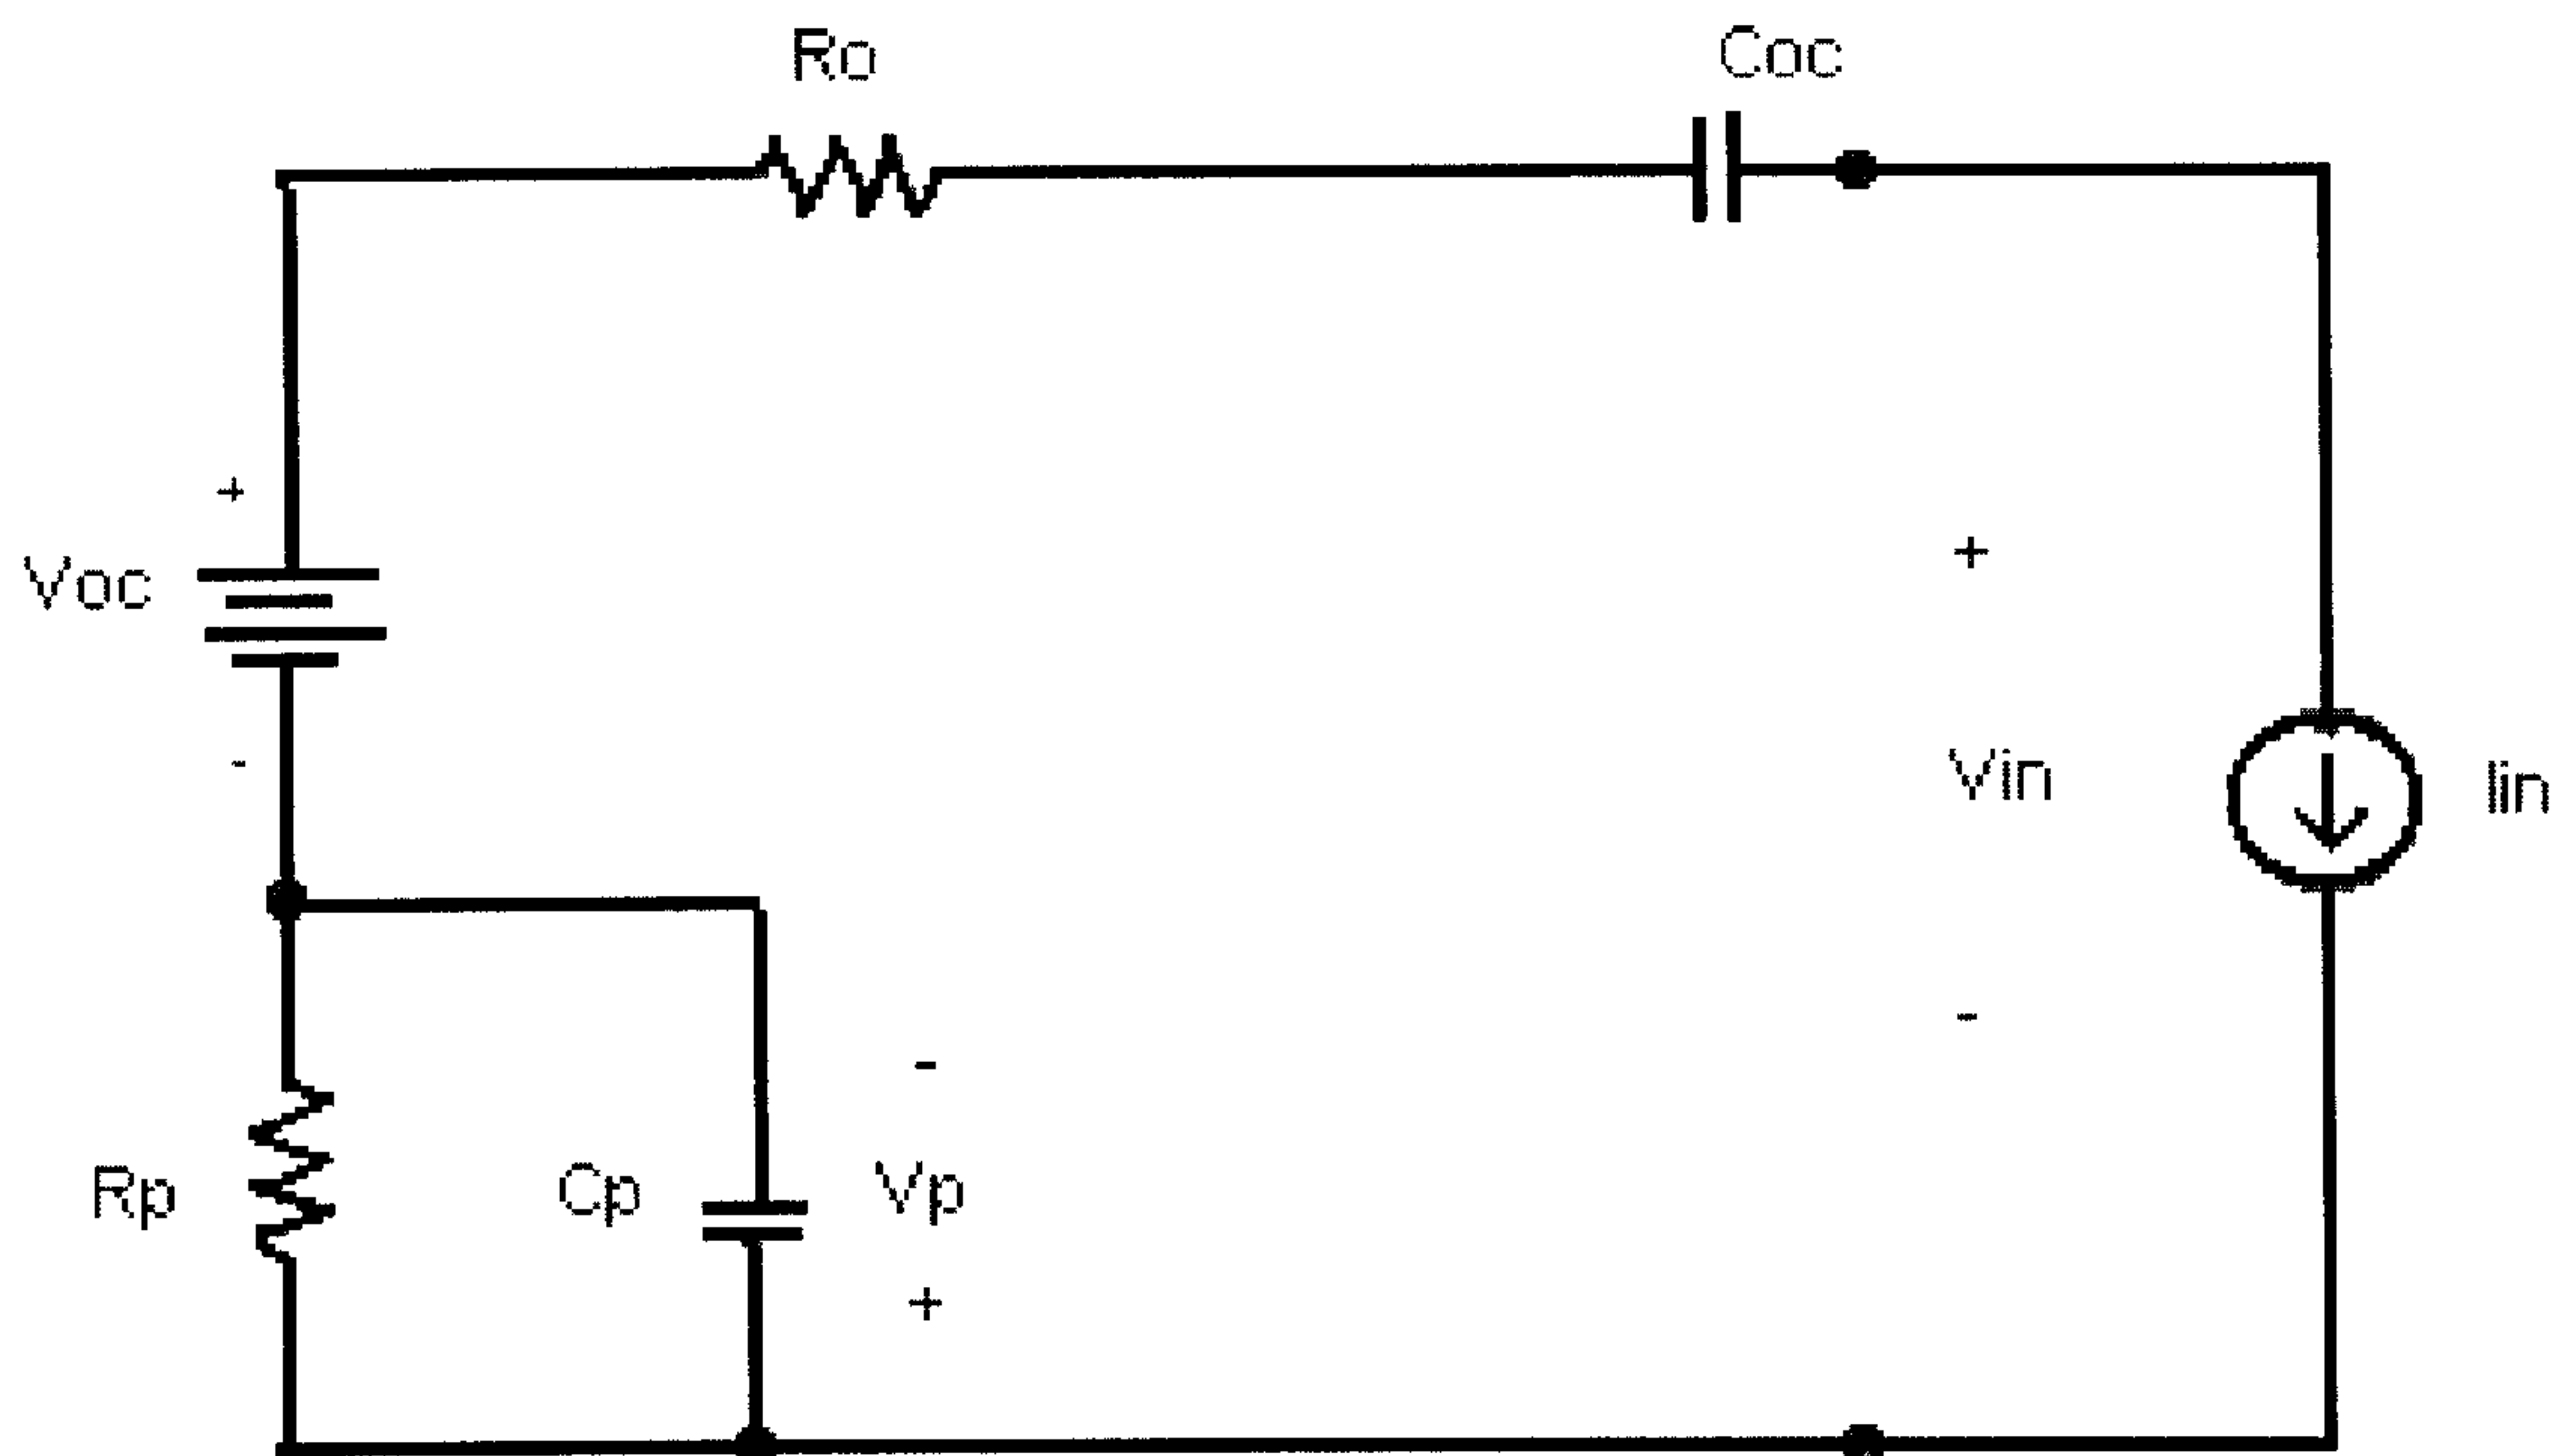 Ro
Coc
+
Voc
-
+
Vin
-
Iin
-
Rp
Cp
Vp
+